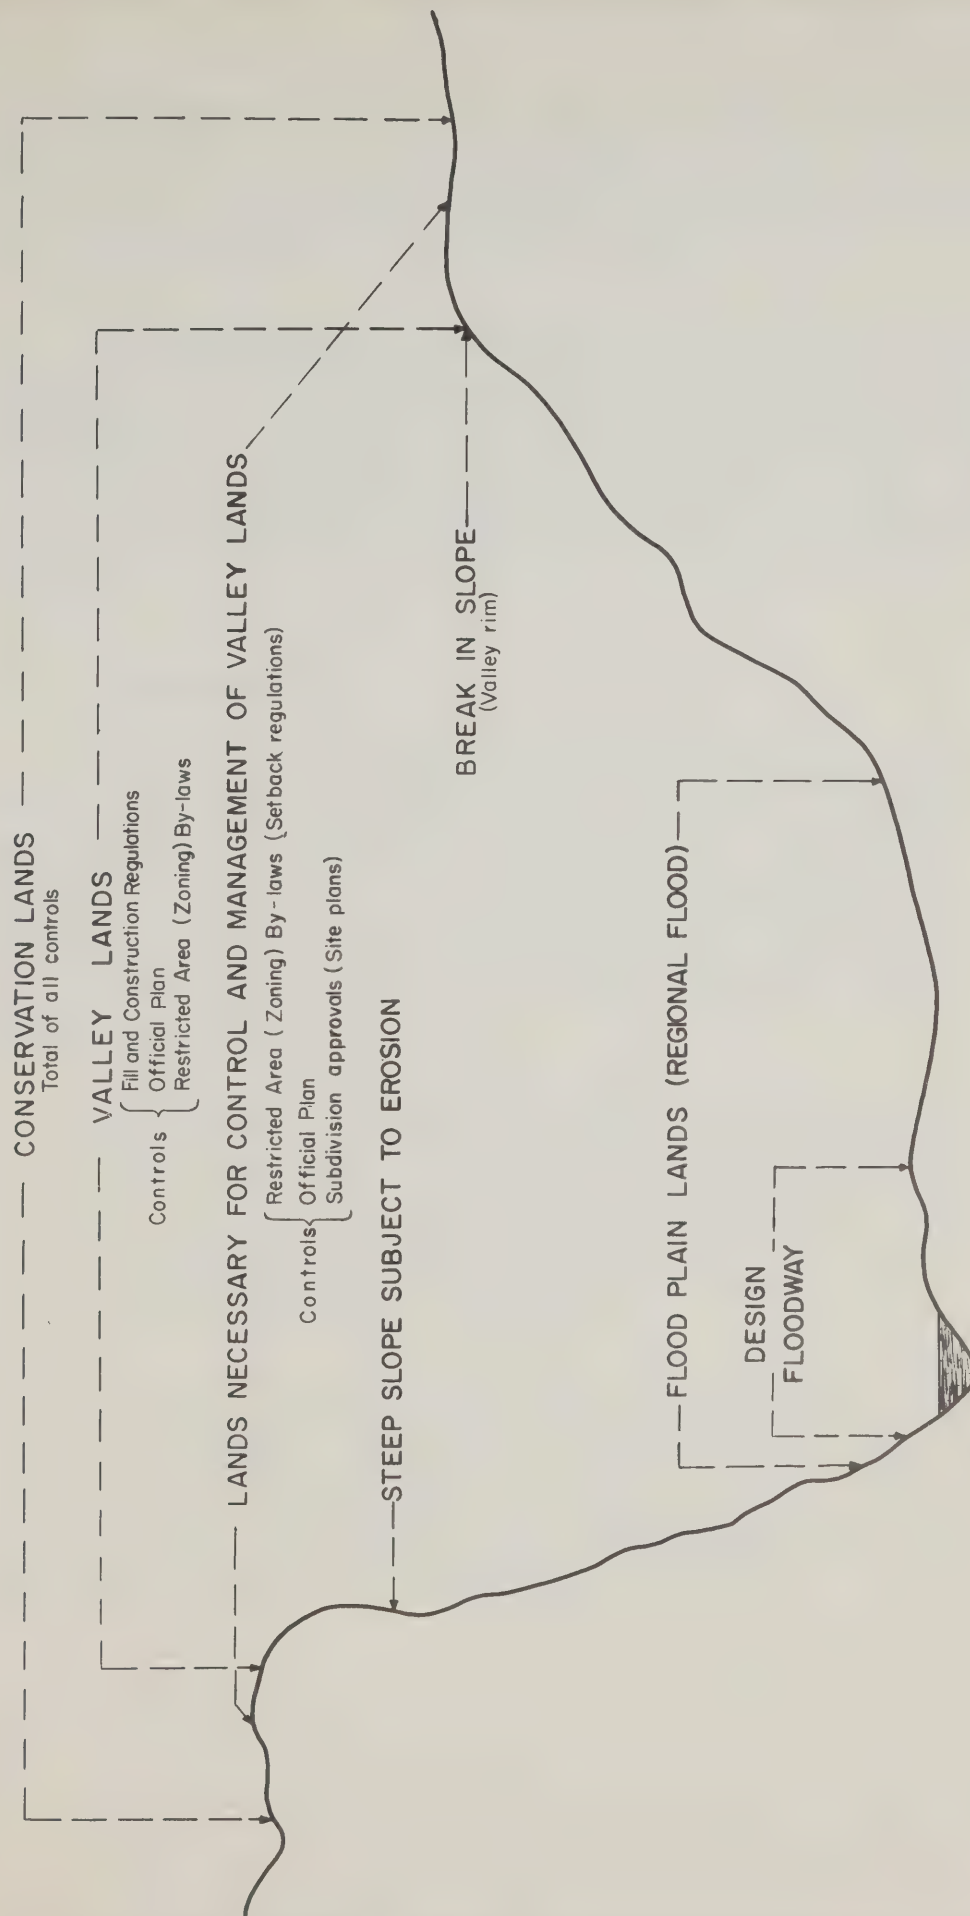 CONSERVATION LANDS
Total of all controls
VALLEY LANDS
Controls { Fill and Construction Regulations
Official Plan
Restricted Area (Zoning) By-laws
LANDS NECESSARY FOR CONTROL AND MANAGEMENT OF VALLEY LANDS
Controls { Restricted Area (Zoning) By-laws (Setback regulations)
Official Plan
Subdivision approvals (Site plans)
STEEP SLOPE SUBJECT TO EROSION
BREAK IN SLOPE
(Valley rim)
FLOOD PLAIN LANDS (REGIONAL FLOOD)
DESIGN
FLOODWAY